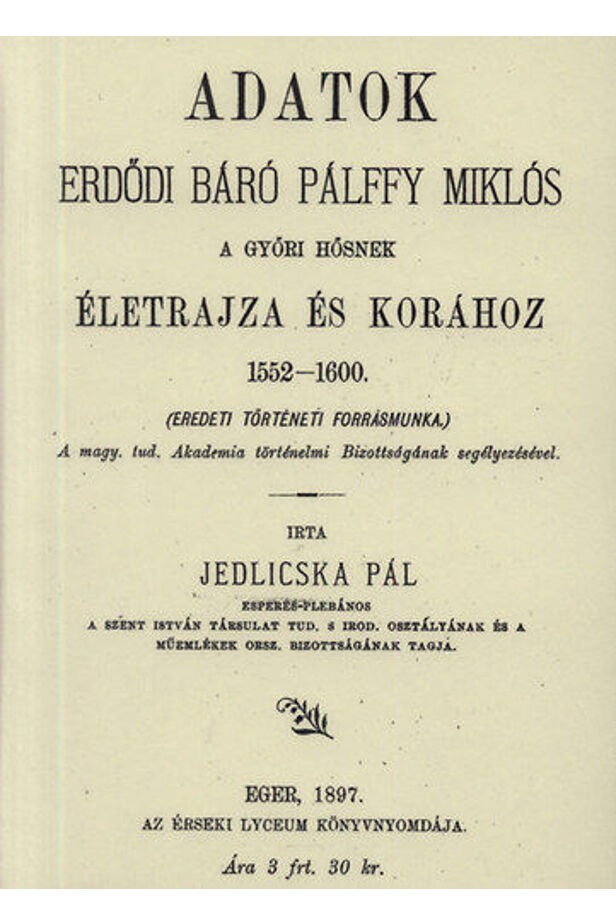 ADATOK
ERDŐDI BÁRÓ PÁLFFY MIKLÓS
A GYŐRI HŐSNEK
ÉLETRAJZA ÉS KORÁHOZ
1552—1600.
(EREDETI TÖRTÉNETI FORRÁSMUNKA.)
A magy. tud. Akademia történelmi Bizottságának segélyezésével.
IRTA
JEDLICSKA PÁL
ESPERES-PLEBÁNOS
A SZENT ISTVÁN TÁRSULAT TUD. S IROD. OSZTÁLYÁNAK ÉS A
MŰEMLÉKEK ORSZ. BIZOTTSÁGÁNAK TAGJA.
EGER, 1897.
AZ ÉRSEKI LYCEUM KÖNYVNYOMDÁJA.
Ára 3 frt. 30 kr.